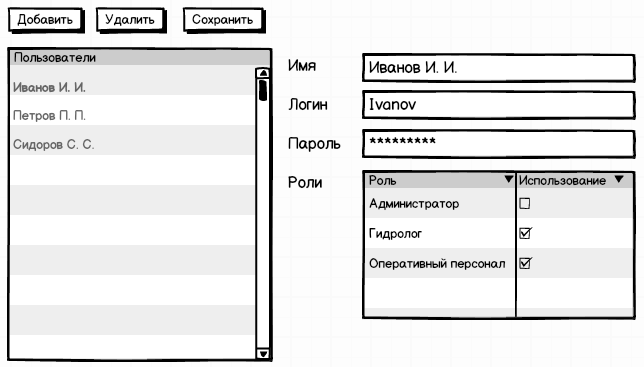 Добавить
Удалить
Сохранить
Пользователи
Иванов И. И.
Петров П. П.
Сидоров С. С.
Имя
Иванов И. И.
Логин
Ivanov
Пароль
*********
Роли
Роль
Использование
Администратор
Гидролог
Оперативный персонал